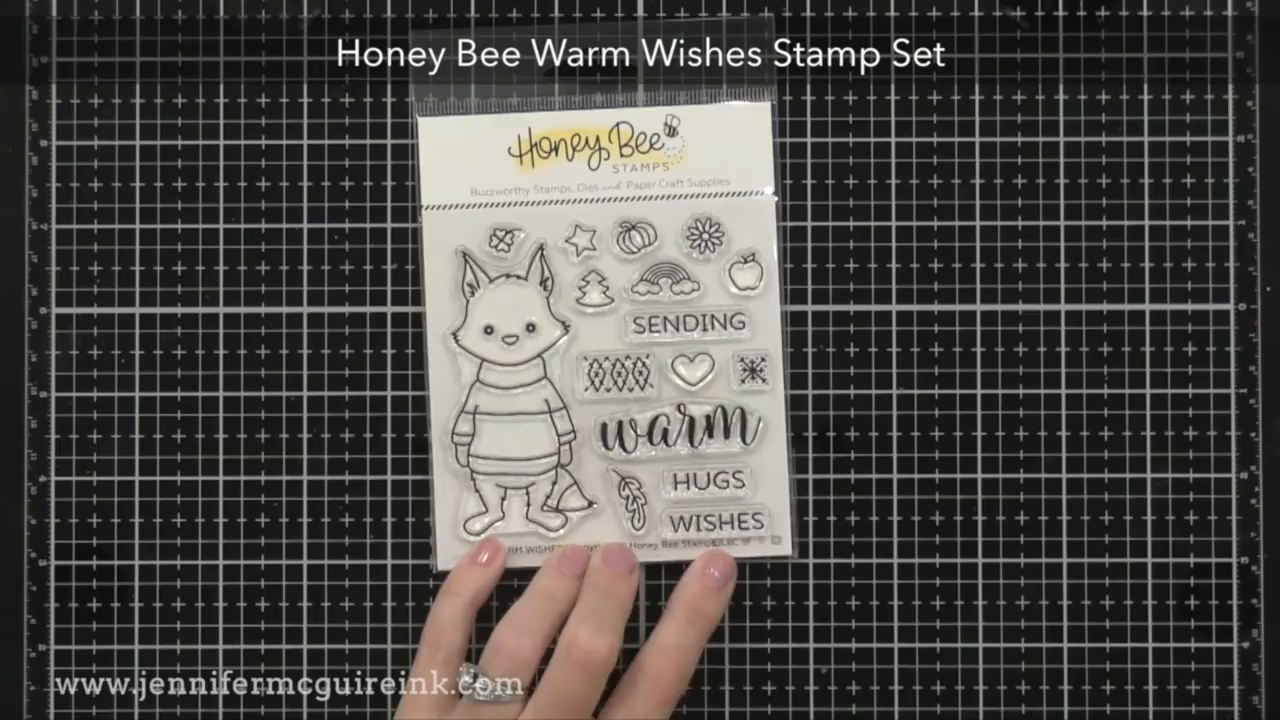 Honey Bee Warm Wishes Stamp Set
Honey Bee
STAMPS
Buzzworthy Stamps, Dies and Paper Craft Supplies
SENDING
warm
HUGS
WISHES
Honey Bee Stamps
www.jennifermcguireink.com